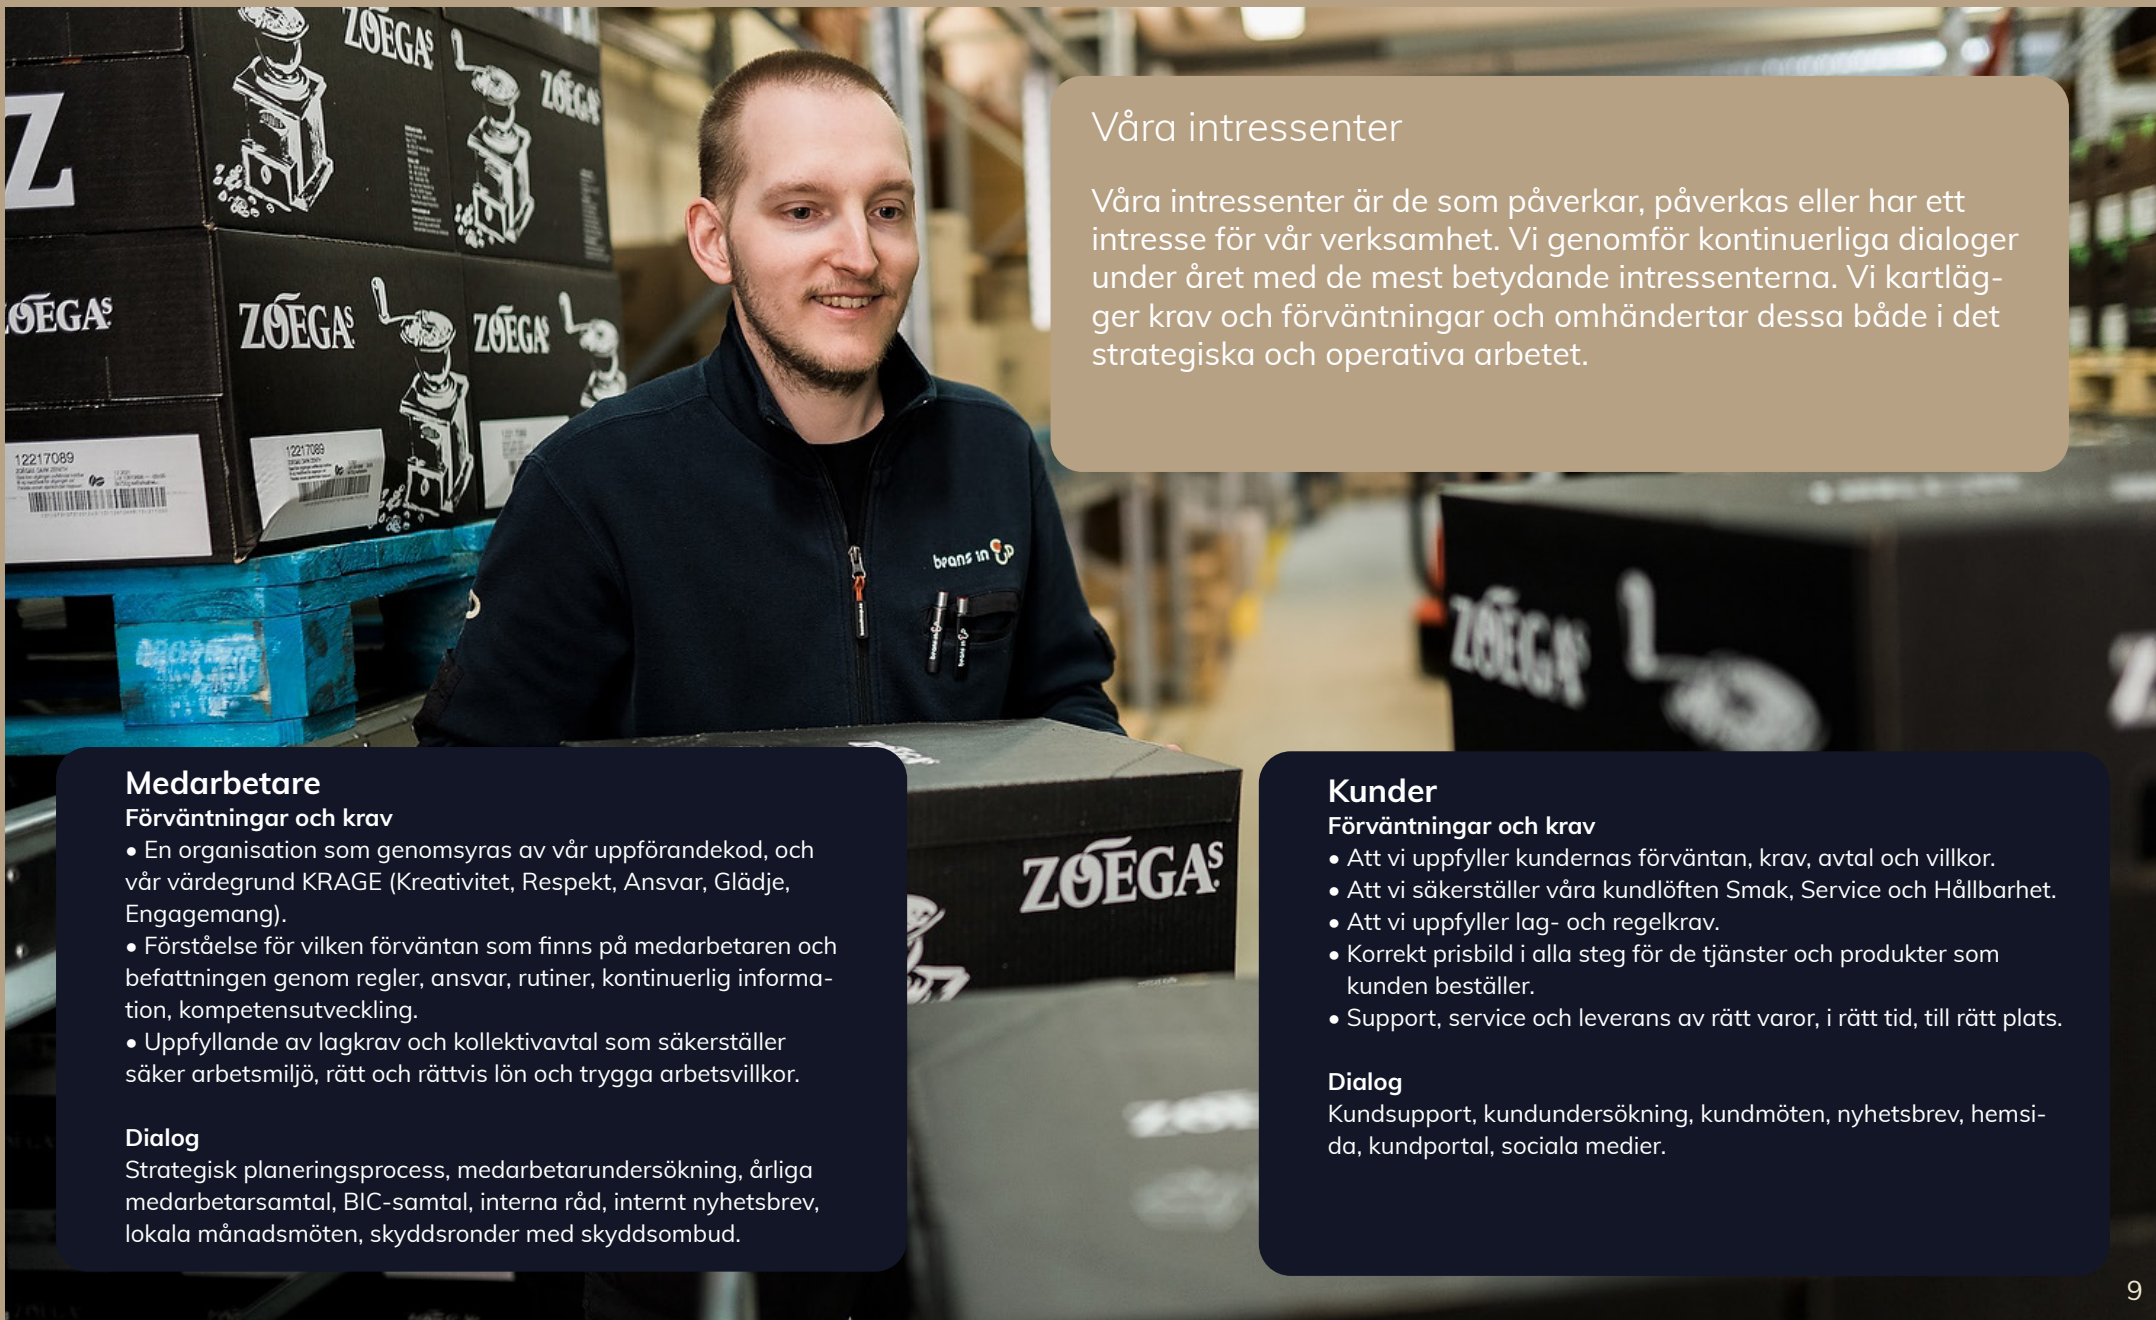 ZOÉGAS
ZOÉGAS
Z
ZOÉGAS
ZOÉGAS
ZOÉGAS
12217089
12217089
beans in cup
Våra intressenter
Våra intressenter är de som påverkar, påverkas eller har ett
intresse för vår verksamhet. Vi genomför kontinuerliga dialoger
under året med de mest betydande intressenterna. Vi kartläg-
ger krav och förväntningar och omhändertar dessa både i det
strategiska och operativa arbetet.
ZOÉGAS
ZOÉGAS
Medarbetare
Förväntningar och krav
• En organisation som genomsyras av vår uppförandekod, och
vår värdegrund KRAGE (Kreativitet, Respekt, Ansvar, Glädje,
Engagemang).
• Förståelse för vilken förväntan som finns på medarbetaren och
befattningen genom regler, ansvar, rutiner, kontinuerlig informa-
tion, kompetensutveckling.
• Uppfyllande av lagkrav och kollektivavtal som säkerställer
säker arbetsmiljö, rätt och rättvis lön och trygga arbetsvillkor.
Dialog
Strategisk planeringsprocess, medarbetarundersökning, årliga
medarbetarsamtal, BIC-samtal, interna råd, internt nyhetsbrev,
lokala månadsmöten, skyddsronder med skyddsombud.
Kunder
Förväntningar och krav
• Att vi uppfyller kundernas förväntan, krav, avtal och villkor.
• Att vi säkerställer våra kundlöften Smak, Service och Hållbarhet.
• Att vi uppfyller lag- och regelkrav.
• Korrekt prisbild i alla steg för de tjänster och produkter som
kunden beställer.
• Support, service och leverans av rätt varor, i rätt tid, till rätt plats.
Dialog
Kundsupport, kundundersökning, kundmöten, nyhetsbrev, hemsi-
da, kundportal, sociala medier.
9